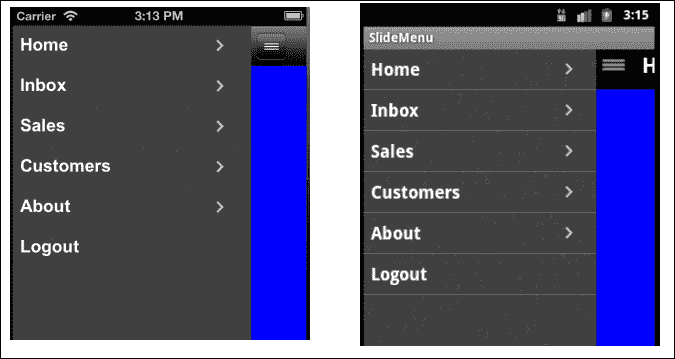 Carrier 3:13 PM
Home
Inbox
Sales
Customers
About
Logout
3:15
SlideMenu
Home
H
Inbox
Sales
Customers
About
Logout